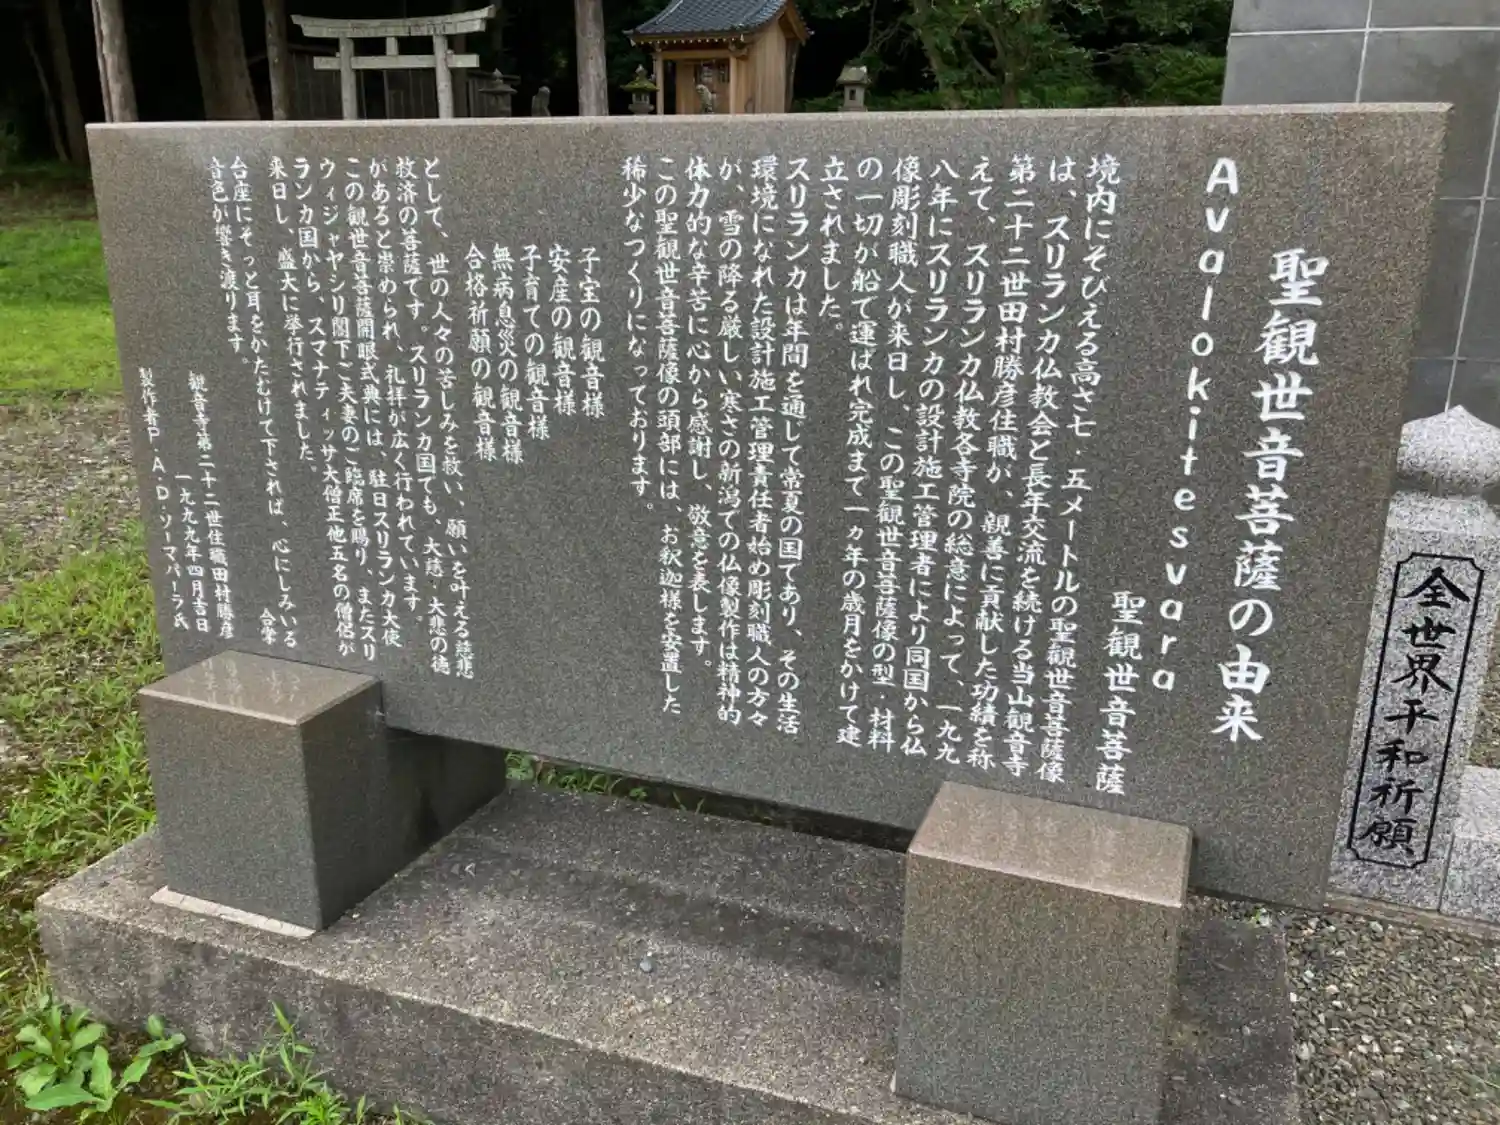 聖観世音菩薩の由来
Avalokitesvara
聖観世音菩薩
境内にそびえる高さ七．五メートルの聖観世音菩薩像
は、スリランカ仏教会と長年交流を続ける当山観音寺
第二十二世田村勝彦住職が、親善に貢献した功績を称
えて、スリランカ仏教各寺院の総意によって、一九九
八年にスリランカの設計施工管理者により同国から仏
像彫刻職人が来日し、この聖観世音菩薩像の型・材料
の一切が船で運ばれ完成まで一ヵ年の歳月をかけて建
立されました。
スリランカは年間を通して常夏の国であり、その生活
環境になれた設計施工管理責任者始め彫刻職人の方々
が、雪の降る厳しい寒さの新潟での仏像製作は精神的
体力的な辛苦に心から感謝し、敬意を表します。
この聖観世音菩薩像の頭部には、お釈迦様を安置した
稀少なつくりになっております。
子宝の観音様
安産の観音様
子育ての観音様
無病息災の観音様
合格祈願の観音様
として、世の人々の苦しみを救い、願いを叶える慈悲
救済の菩薩です。スリランカ国でも、大慈・大悲の徳
があると崇められ、礼拝が広く行われています。
この観世音菩薩開眼式典には、駐日スリランカ大使
ウィジャヤシリ閣下ご夫妻のご臨席を賜り、またスリ
ランカ国から、スマナティッサ大僧正他五名の僧侶が
来日し、盛大に挙行されました。
台座にそっと耳をかたむけて下されば、心にしみいる
音色が響き渡ります。
合掌
観音寺第二十二世住職田村勝彦
一九九九年四月吉日
製作者P.A.D.ソーマパーラ氏
全世界平和祈願